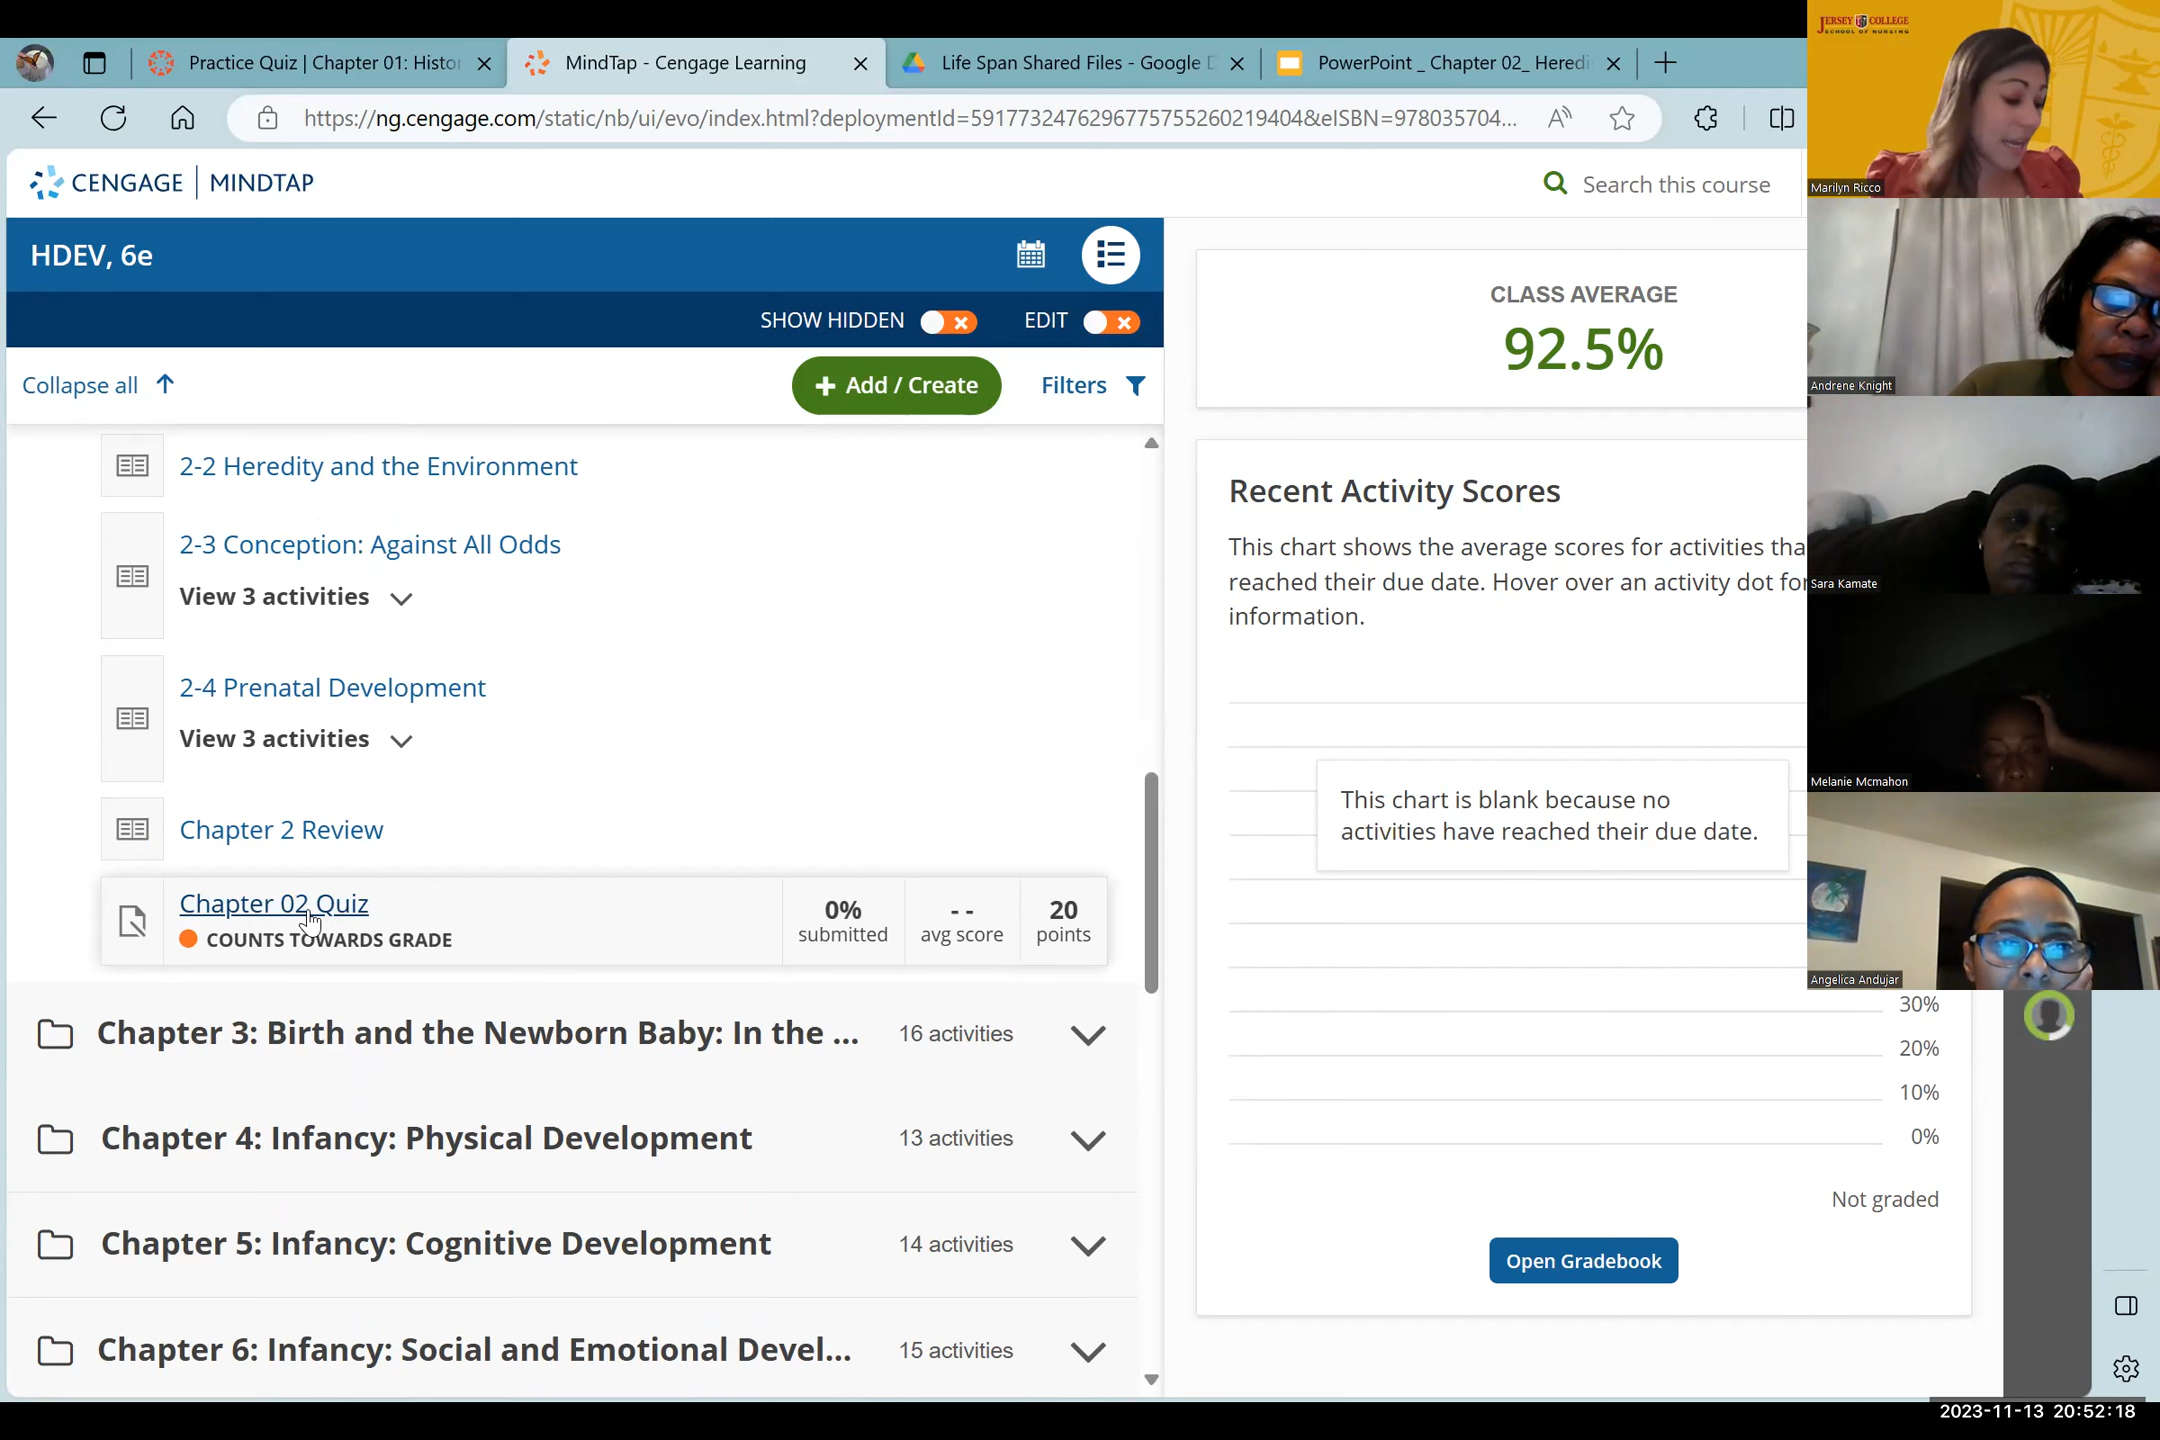 Practice Quiz | Chapter 01: Histo
MindTap - Cengage Learning
Life Span Shared Files - Google D
PowerPoint _ Chapter 02_ Heredi
https://ng.cengage.com/static/nb/ui/evo/index.html?deploymentId=59177324762967757552602​19404&eISBN=978035704...
CENGAGE | MINDTAP
Search this course
HDEV, 6e
SHOW HIDDEN
EDIT
Collapse all
+ Add / Create
Filters
2-2 Heredity and the Environment
2-3 Conception: Against All Odds
View 3 activities
2-4 Prenatal Development
View 3 activities
Chapter 2 Review
Chapter 02 Quiz
COUNTS TOWARDS GRADE
0%
submitted
- -
avg score
20
points
Chapter 3: Birth and the Newborn Baby: In the ...
16 activities
Chapter 4: Infancy: Physical Development
13 activities
Chapter 5: Infancy: Cognitive Development
14 activities
Chapter 6: Infancy: Social and Emotional Devel...
15 activities
CLASS AVERAGE
92.5%
Recent Activity Scores
This chart shows the average scores for activities tha
reached their due date. Hover over an activity dot for
information.
This chart is blank because no
activities have reached their due date.
30%
20%
10%
0%
Not graded
Open Gradebook
JERSEY COLLEGE
SCHOOL OF NURSING
Marilyn Ricco
Andrene Knight
Sara Kamate
Melanie Mcmahon
Angelica Andujar
2023-11-13 20:52:18